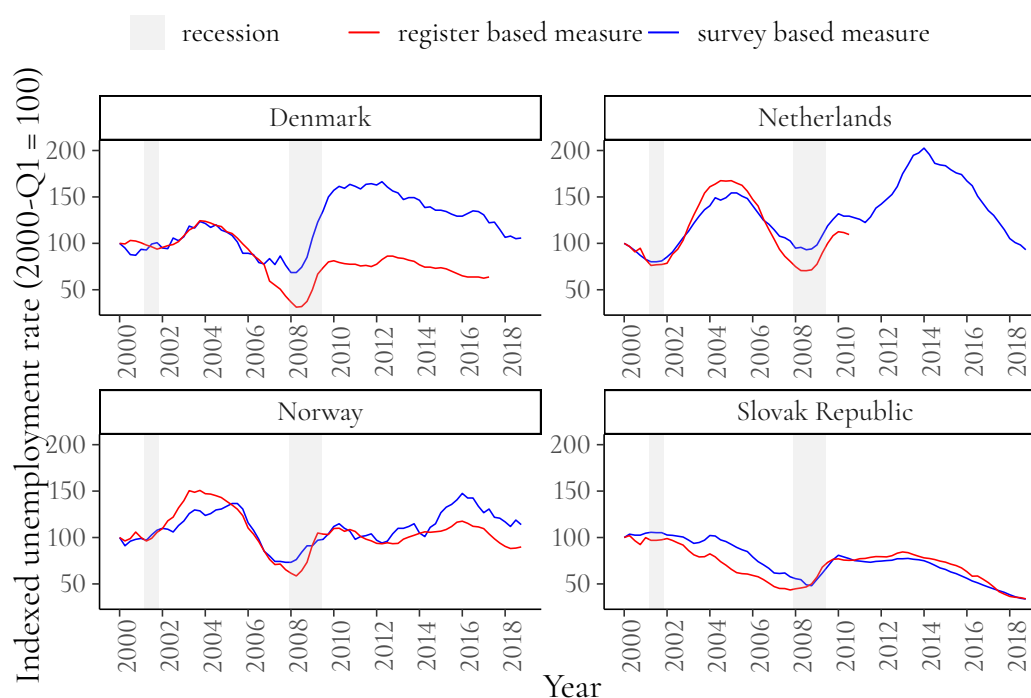 recession register based measure survey based measure
Indexed unemployment rate (2000-Q1 = 100)
Denmark
200
150
100
50
2000 2002 2004 2006 2008 2010 2012 2014 2016 2018
Netherlands
200
150
100
50
2000 2002 2004 2006 2008 2010 2012 2014 2016 2018
Norway
200
150
100
50
2000 2002 2004 2006 2008 2010 2012 2014 2016 2018
Slovak Republic
200
150
100
50
2000 2002 2004 2006 2008 2010 2012 2014 2016 2018
Year